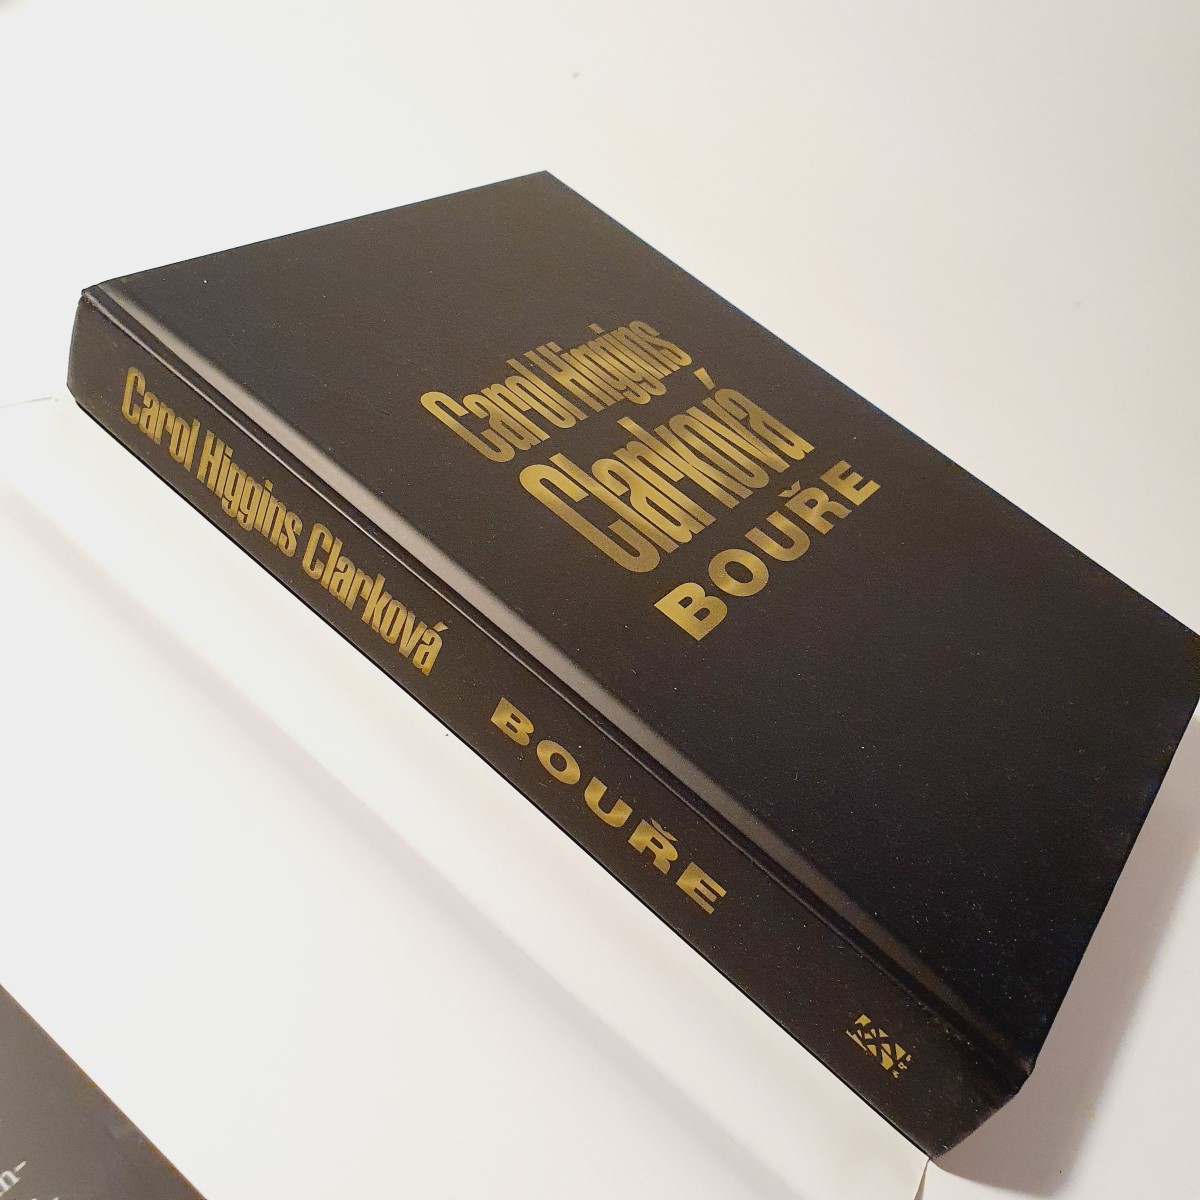 Carol Higgins
Clarková
BOUŘE
Carol Higgins Clarková BOUŘE